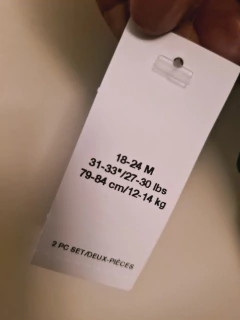 18-24 M
31-33"/27-30 lbs
79-84 cm/12-14 kg
2 PC SET/DEUX-PIÈCES